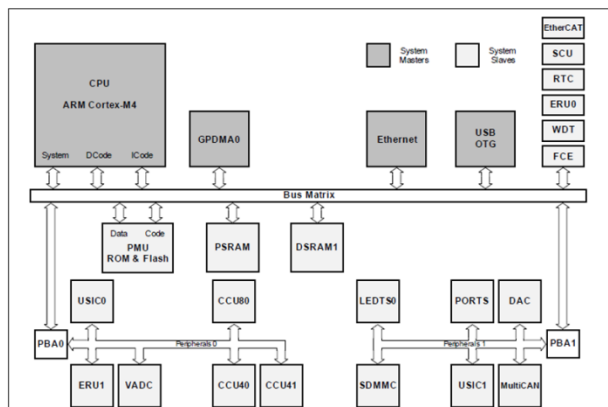 CPU
ARM Cortex-M4
System DCode ICode
GPDMA0
System
Masters
System
Slaves
Ethernet
USB
OTG
EtherCAT
SCU
RTC
ERU0
WDT
FCE
Bus Matrix
Data Code
PMU
ROM & Flash
PSRAM
DSRAM1
USIC0
CCU80
LEDTS0
PORTS
DAC
PBA0
Peripherals 0
Peripherals 1
PBA1
ERU1
VADC
CCU40
CCU41
SDMMC
USIC1
MultiCAN